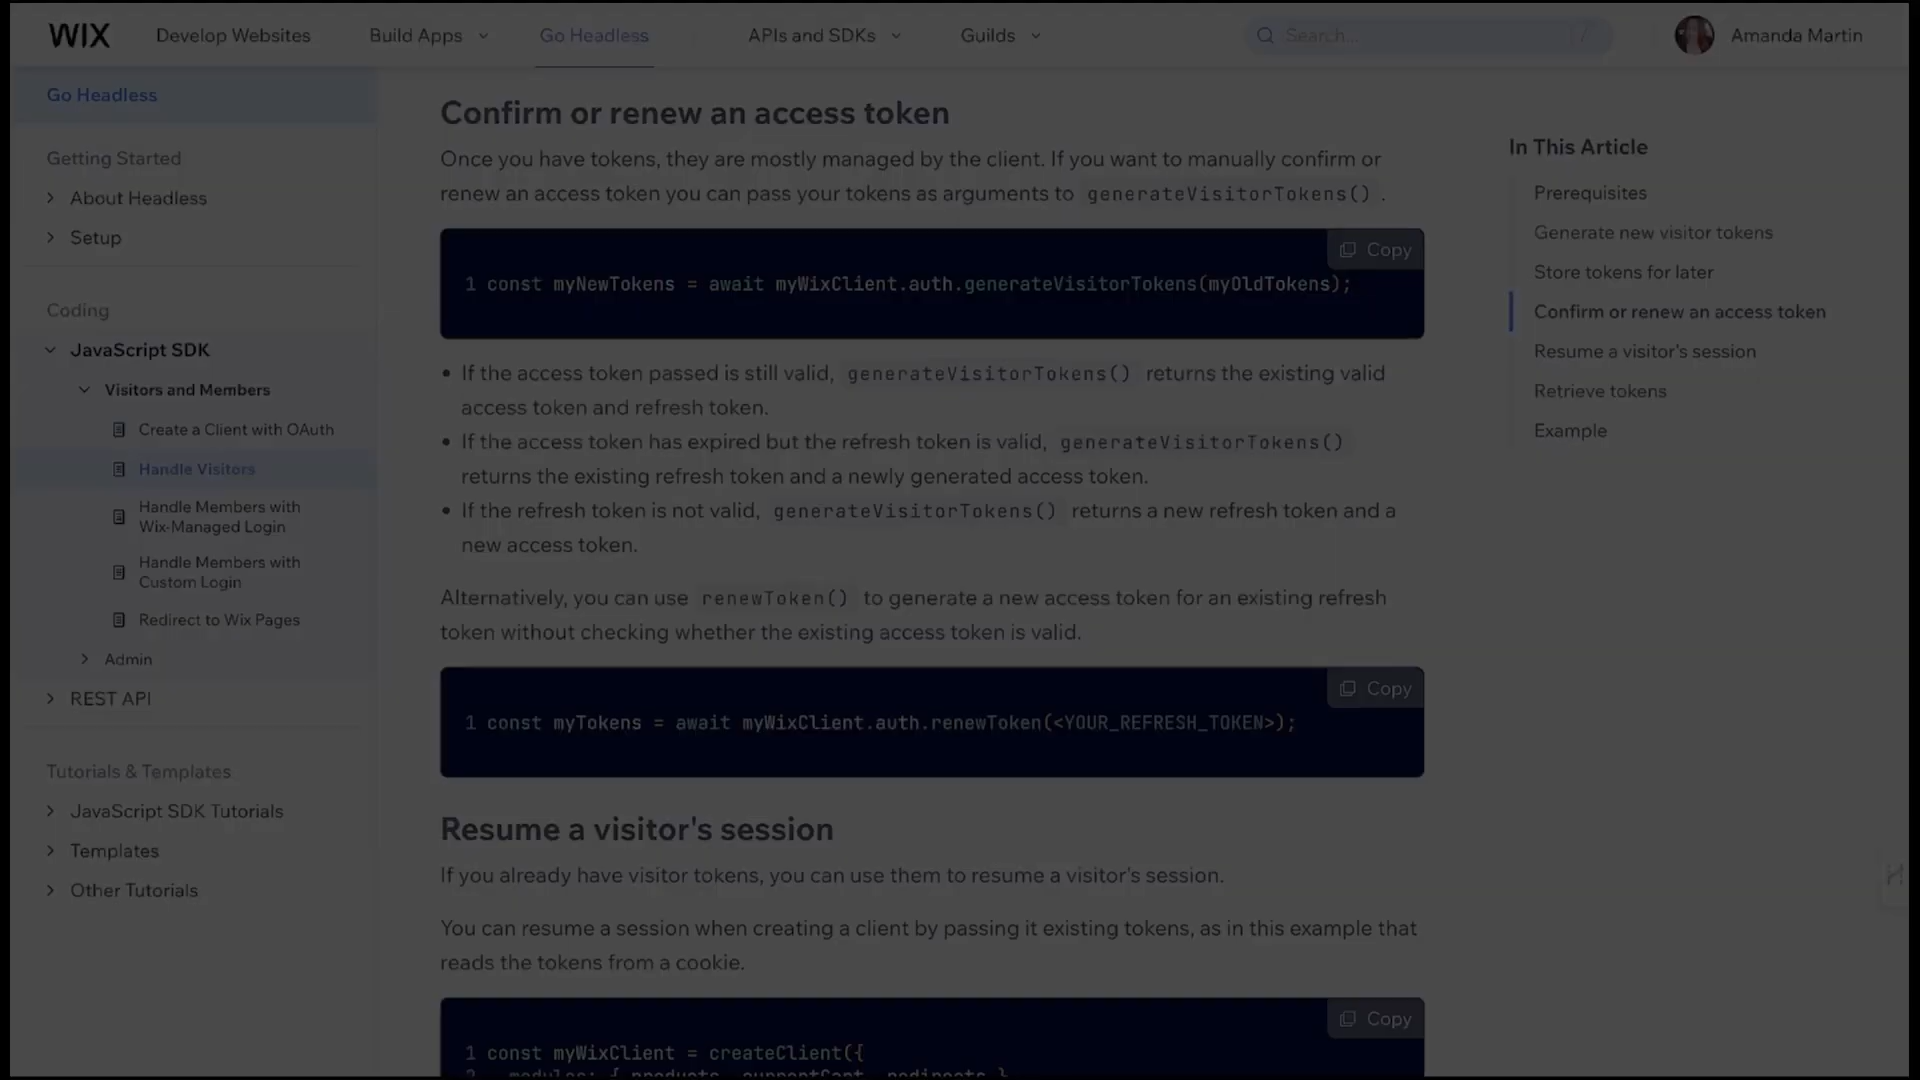 WIX
Develop Websites
Build Apps
Go Headless
APIs and SDKs
Guilds
Search...
/
Amanda Martin
Go Headless
Getting Started
About Headless
Setup
Coding
JavaScript SDK
Visitors and Members
Create a Client with OAuth
Handle Visitors
Handle Members with
Wix-Managed Login
Handle Members with
Custom Login
Redirect to Wix Pages
Admin
REST API
Tutorials & Templates
JavaScript SDK Tutorials
Templates
Other Tutorials
Confirm or renew an access token
Once you have tokens, they are mostly managed by the client. If you want to manually confirm or
renew an access token you can pass your tokens as arguments to generateVisitorTokens() .
Copy
1 const myNewTokens = await myWixClient.auth.generateVisitorTokens(myOldTokens);
• If the access token passed is still valid, generateVisitorTokens() returns the existing valid
access token and refresh token.
• If the access token has expired but the refresh token is valid, generateVisitorTokens()
returns the existing refresh token and a newly generated access token.
• If the refresh token is not valid, generateVisitorTokens() returns a new refresh token and a
new access token.
Alternatively, you can use renewToken() to generate a new access token for an existing refresh
token without checking whether the existing access token is valid.
Copy
1 const myTokens = await myWixClient.auth.renewToken(<YOUR_REFRESH_TOKEN>);
Resume a visitor's session
If you already have visitor tokens, you can use them to resume a visitor's session.
You can resume a session when creating a client by passing it existing tokens, as in this example that
reads the tokens from a cookie.
Copy
1 const myWixClient = createClient({
2 modules: { products, currentCart, redirects }
In This Article
Prerequisites
Generate new visitor tokens
Store tokens for later
Confirm or renew an access token
Resume a visitor's session
Retrieve tokens
Example